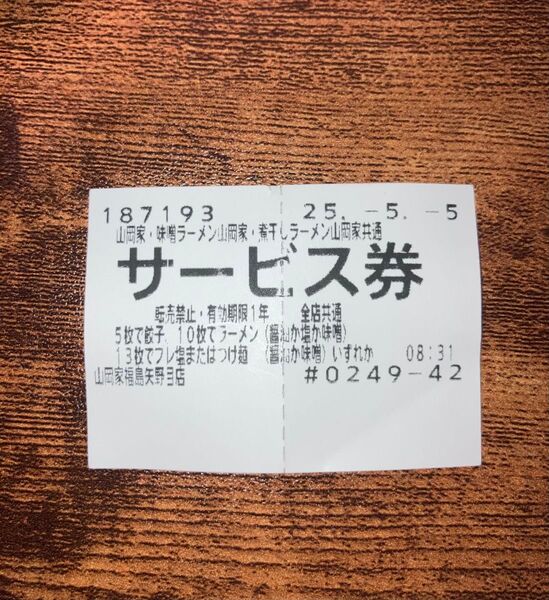 187193 25. -5. -5
山岡家・味噌ラーメン山岡家・煮干しラーメン山岡家共通
サービス券
転売禁止・有効期限1年 全店共通
5枚で餃子、10枚でラーメン(醤油か塩か味噌)
13枚でプレ塩またはつけ麺(醤油か味噌)いずれか 08:31
山岡家福島矢野目店 #0249-42